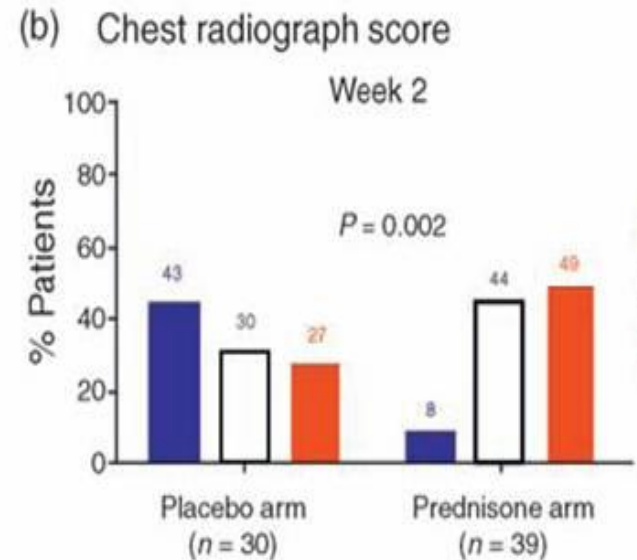 (b) Chest radiograph score
Week 2
100
80
60
40
20
0
% Patients
P = 0.002
43
30
27
8
44
49
Placebo arm
(n = 30)
Prednisone arm
(n = 39)